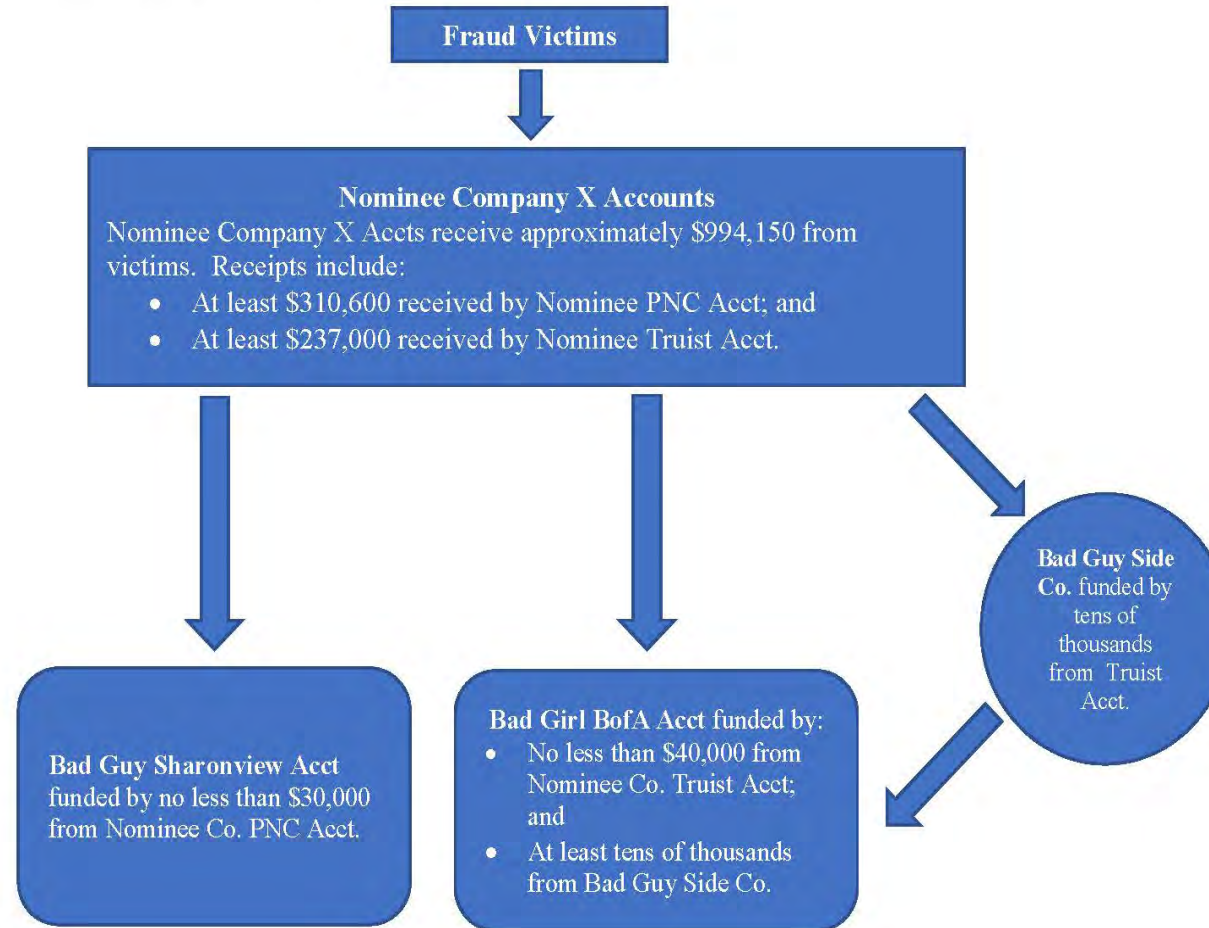 Fraud Victims
Nominee Company X Accounts
Nominee Company X Accts receive approximately $994,150 from
victims. Receipts include:
• At least $310,600 received by Nominee PNC Acct; and
• At least $237,000 received by Nominee Truist Acct.
Bad Guy Side
Co. funded by
tens of
thousands
from Truist
Acct.
Bad Guy Sharonview Acct
funded by no less than $30,000
from Nominee Co. PNC Acct.
Bad Girl BofA Acct funded by:
• No less than $40,000 from
Nominee Co. Truist Acct;
and
• At least tens of thousands
from Bad Guy Side Co.